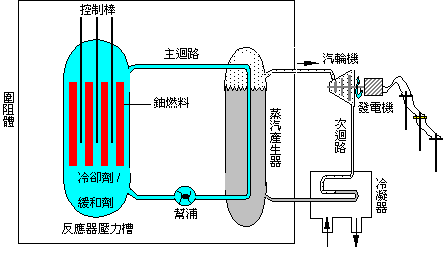 控制棒
主迴路
汽輪機
圍阻體
鈾燃料
發電機
蒸汽產生器
次迴路
冷卻劑 /
緩和劑
冷凝器
幫浦
反應器壓力槽